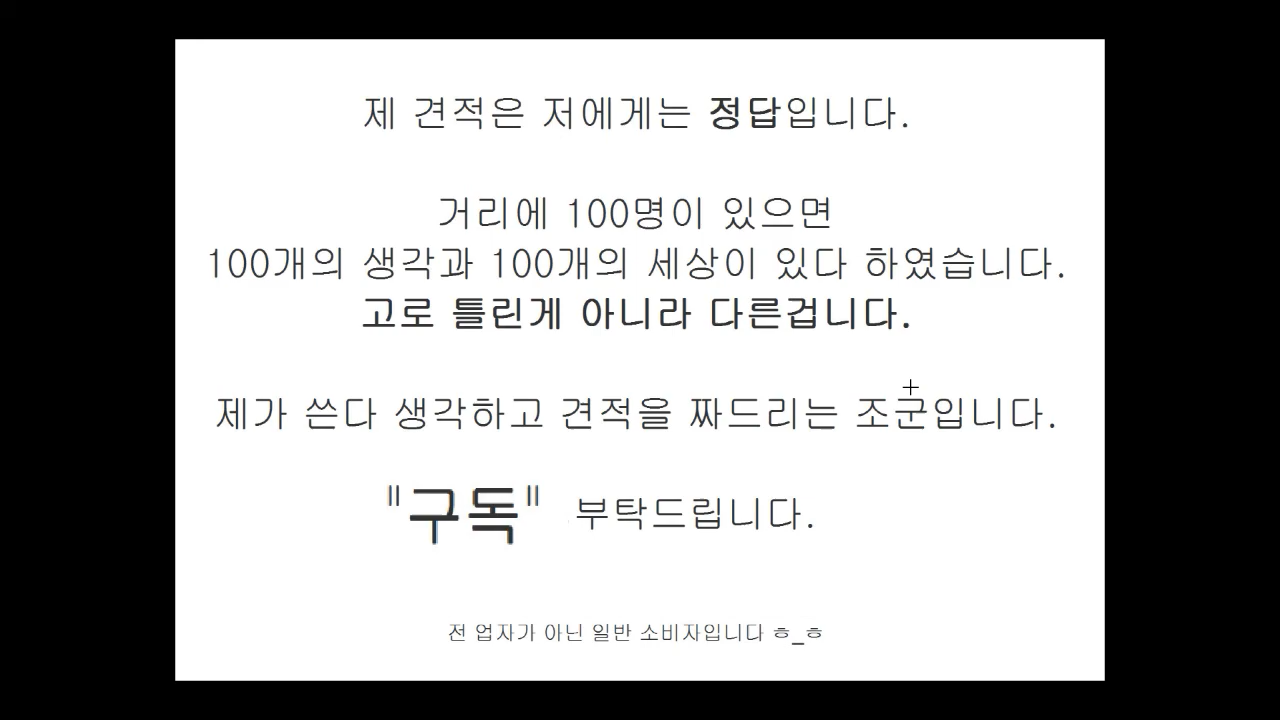 제 견적은 저에게는 정답입니다.
거리에 100명이 있으면
100개의 생각과 100개의 세상이 있다 하였습니다.
고로 틀린게 아니라 다른겁니다.
제가 쓴다 생각하고 견적을 짜드리는 조군입니다.
"구독" 부탁드립니다.
전 업자가 아닌 일반 소비자입니다 ㅎ_ㅎ